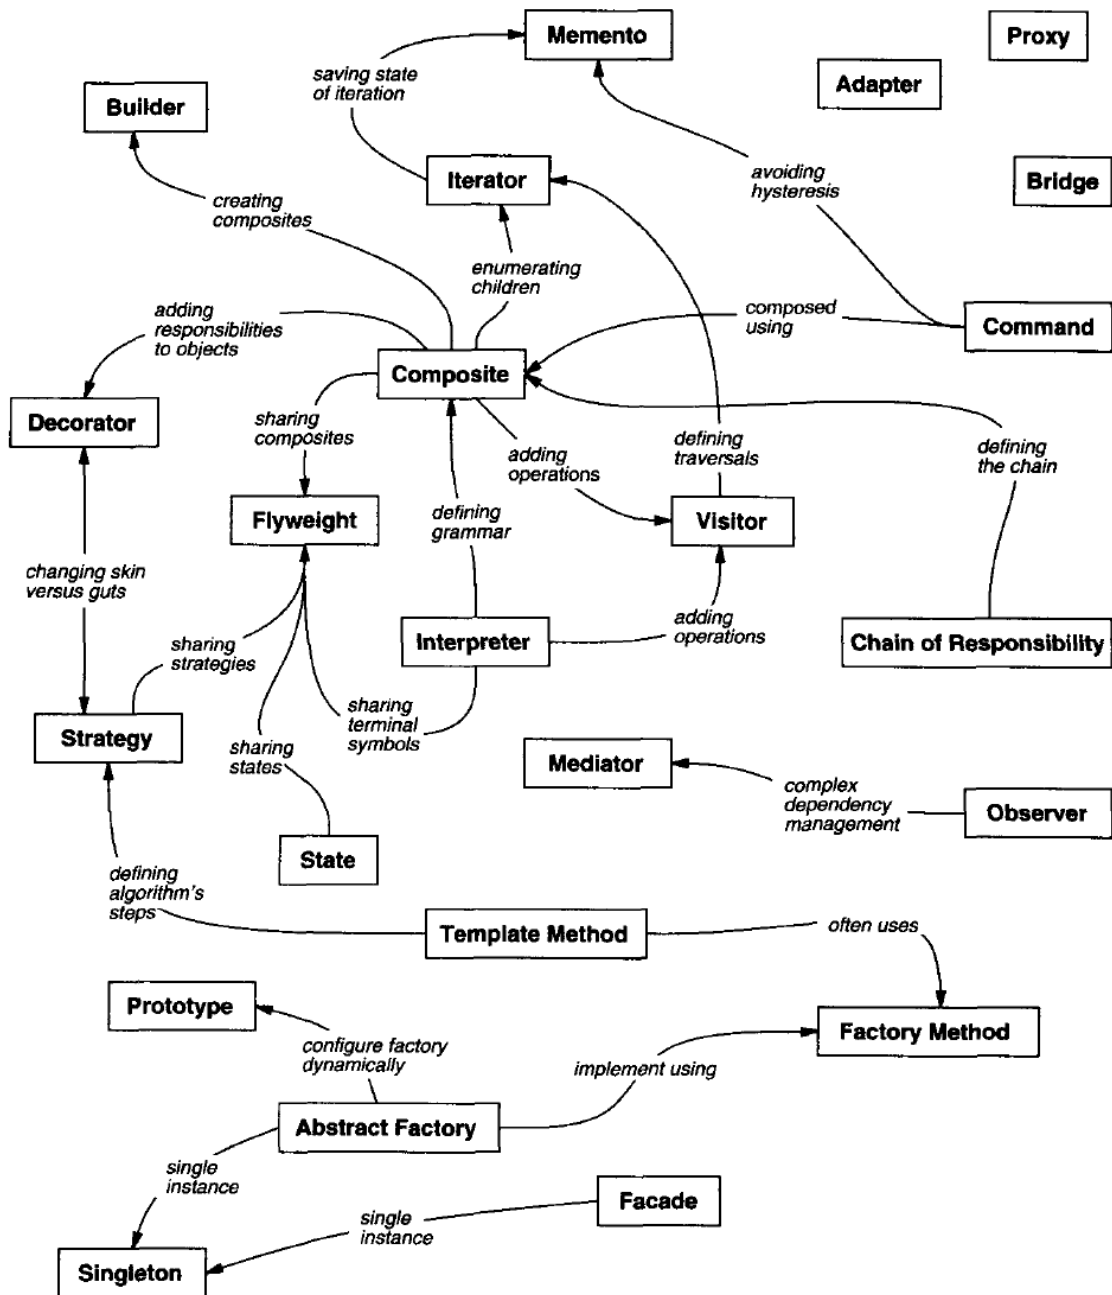 Memento
Proxy
Adapter
saving state
of iteration
Builder
Iterator
avoiding
hysteresis
Bridge
creating
composites
enumerating
children
adding
responsibilities
to objects
composed
using
Command
Composite
Decorator
sharing
composites
adding
operations
defining
traversals
defining
the chain
Flyweight
defining
grammar
Visitor
changing skin
versus guts
sharing
strategies
Interpreter
adding
operations
Chain of Responsibility
sharing
terminal
symbols
Strategy
sharing
states
Mediator
complex
dependency
management
Observer
State
defining
algorithm's
steps
Template Method
often uses
Prototype
Factory Method
configure factory
dynamically
implement using
Abstract Factory
single
instance
Facade
single
instance
Singleton